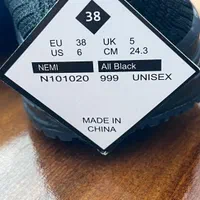 38
EU 38 UK 5
US 6 CM 24.3
NEMI All Black
N101020 999 UNISEX
MADE IN
CHINA